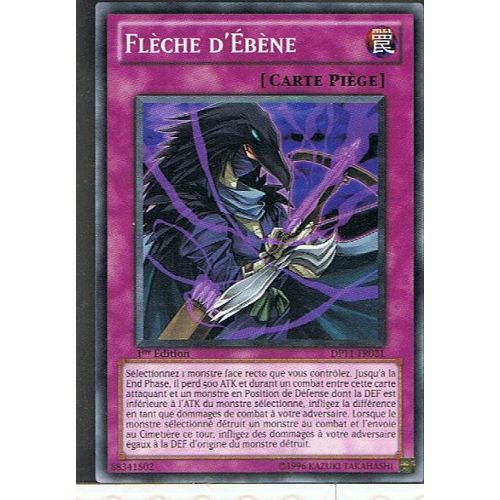 Flèche d'Ébène
PIÈGE
罠
[Carte Piège]
1ère Édition
DP11-FR021
Sélectionnez 1 monstre face recto que vous contrôlez. Jusqu'à la
End Phase, il perd 500 ATK et durant un combat entre cette carte
attaquant et un monstre en Position de Défense dont la DEF est
inférieure à l'ATK du monstre sélectionné, infligez la différence
en tant que dommages de combat à votre adversaire. Lorsque le
monstre sélectionné détruit un monstre au combat et l'envoie
au Cimetière ce tour, infligez des dommages à votre adversaire
égaux à la DEF d'origine du monstre détruit.
88341502
©1996 KAZUKI TAKAHASHI